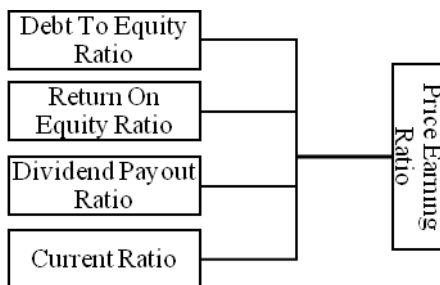 Debt To Equity
Ratio
Return On
Equity Ratio
Dividend Payout
Ratio
Current Ratio
Price Earning
Ratio